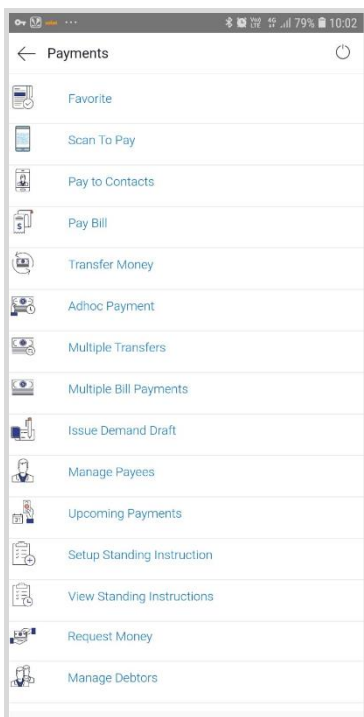 79% 10:02
Payments
Favorite
Scan To Pay
Pay to Contacts
Pay Bill
Transfer Money
Adhoc Payment
Multiple Transfers
Multiple Bill Payments
Issue Demand Draft
Manage Payees
Upcoming Payments
Setup Standing Instruction
View Standing Instructions
Request Money
Manage Debtors